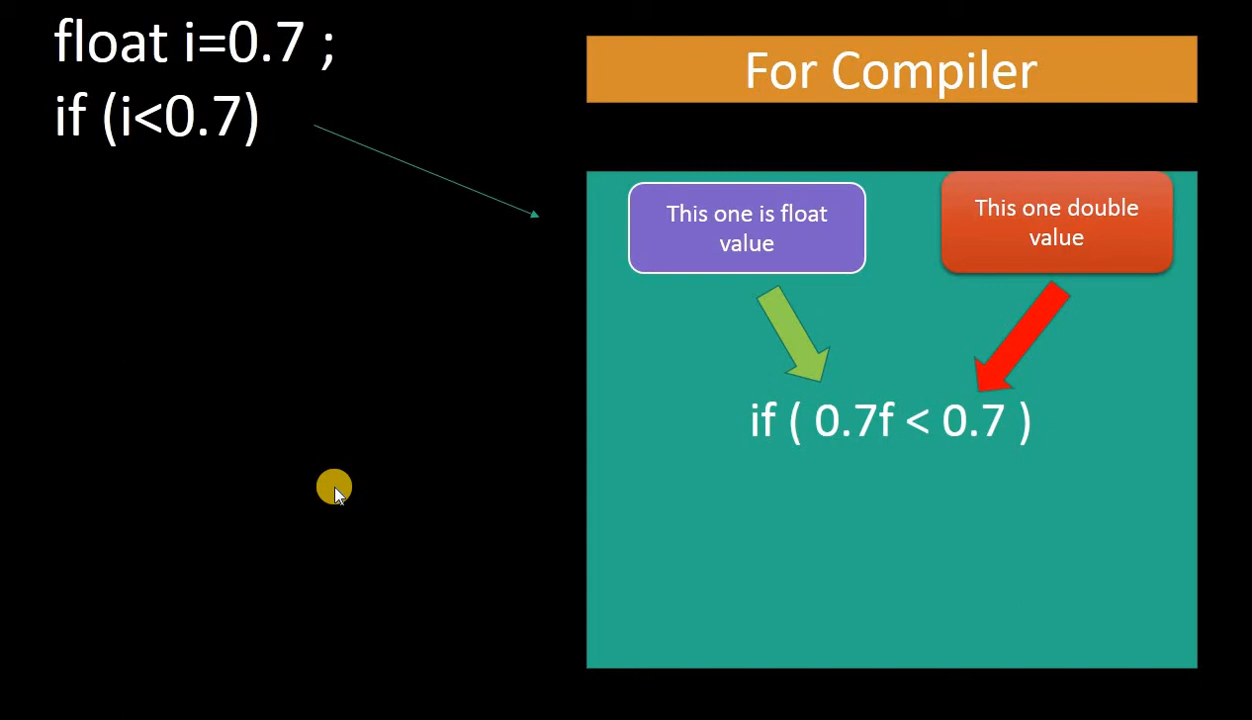 float i=0.7 ;
if (i<0.7)
For Compiler
This one is float
value
This one double
value
if ( 0.7f < 0.7 )